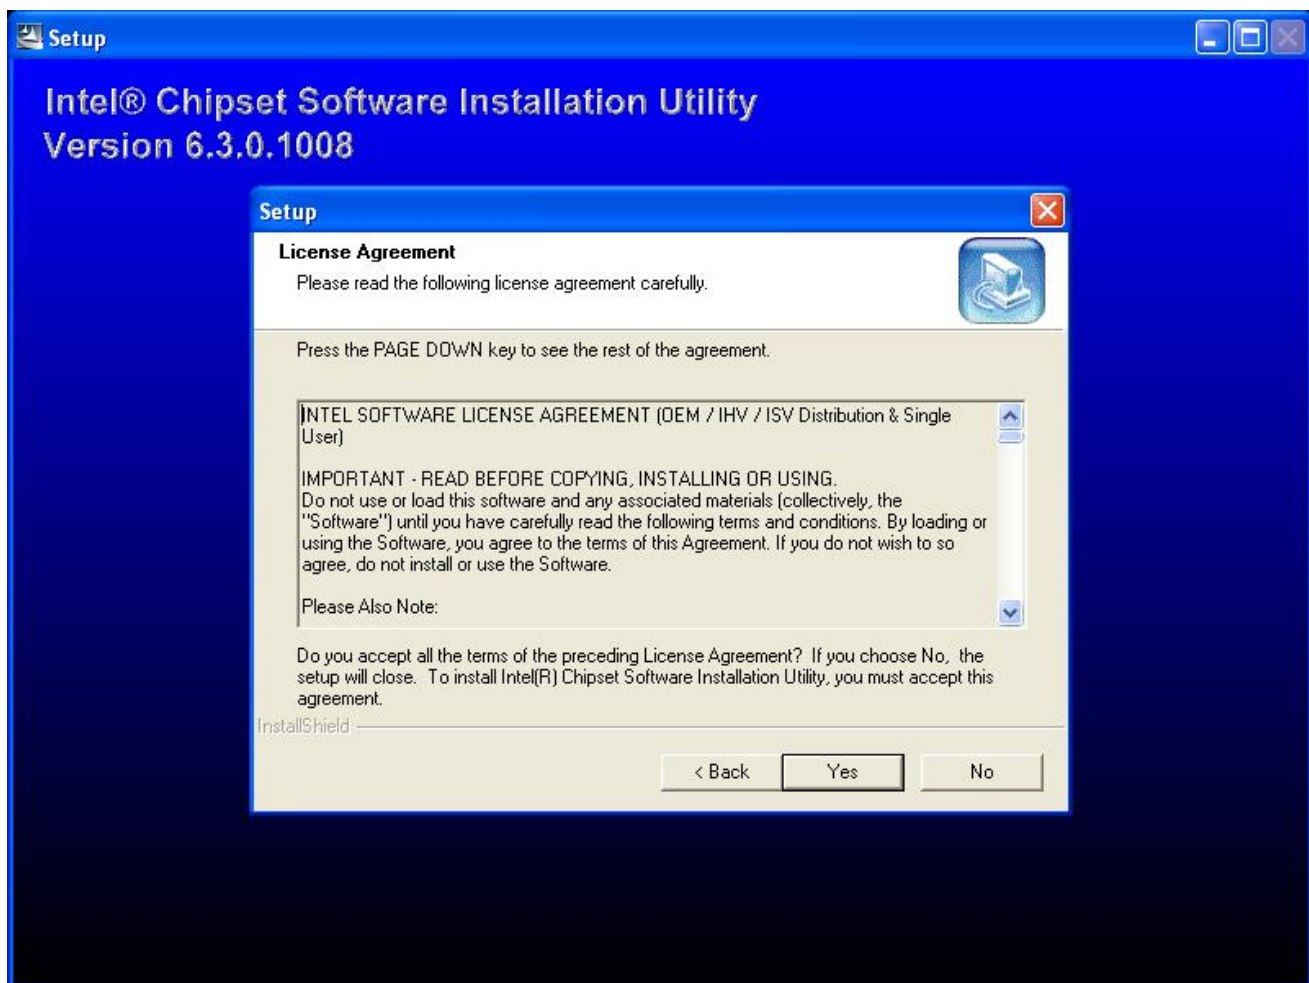 Setup
Intel® Chipset Software Installation Utility
Version 6.3.0.1008
Setup
License Agreement
Please read the following license agreement carefully.
Press the PAGE DOWN key to see the rest of the agreement.
INTEL SOFTWARE LICENSE AGREEMENT (OEM / IHV / ISV Distribution & Single
User)
IMPORTANT - READ BEFORE COPYING, INSTALLING OR USING.
Do not use or load this software and any associated materials (collectively, the
"Software") until you have carefully read the following terms and conditions. By loading or
using the Software, you agree to the terms of this Agreement. If you do not wish to so
agree, do not install or use the Software.
Please Also Note:
Do you accept all the terms of the preceding License Agreement?  If you choose No,  the
setup will close.  To install Intel(R) Chipset Software Installation Utility, you must accept this
agreement.
InstallShield
< Back Yes No